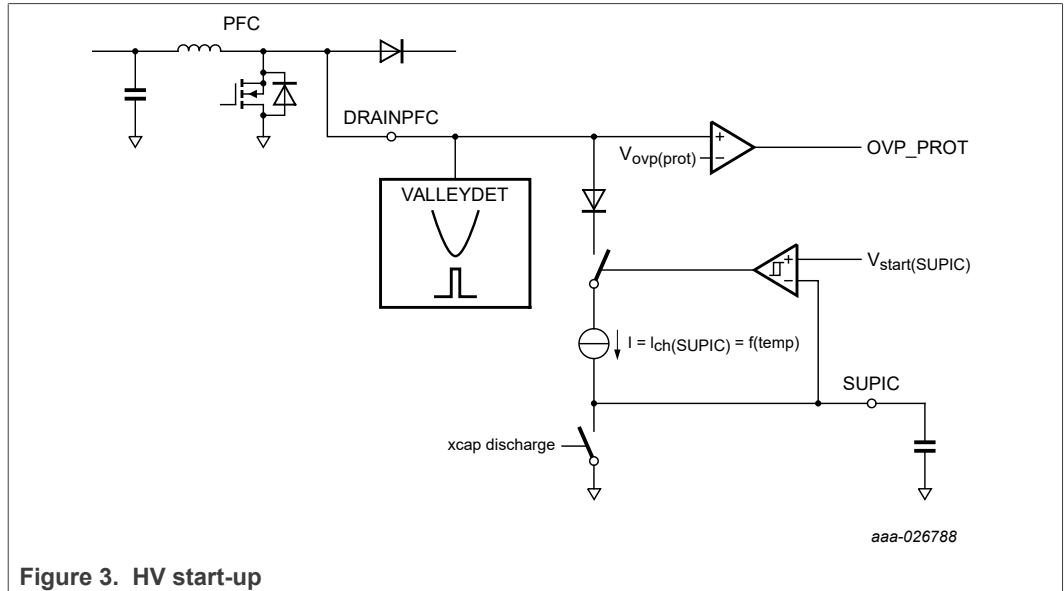 PFC
DRAINPFC
+
−
OVP_PROT
Vovp(prot)
VALLEYDET
+
−
Vstart(SUPIC)
I = Ich(SUPIC) = f(temp)
SUPIC
xcap discharge
aaa-026788
Figure 3. HV start-up